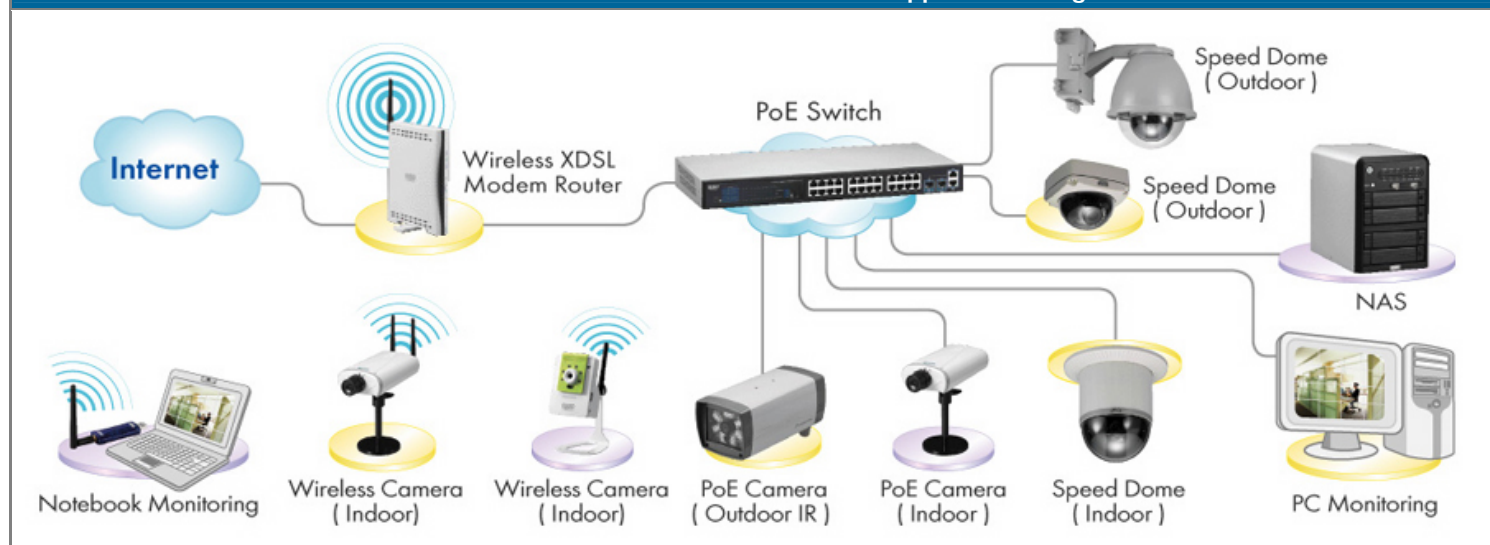 Internet
Wireless XDSL
Modem Router
PoE Switch
Speed Dome
( Outdoor )
Speed Dome
( Outdoor )
NAS
Notebook Monitoring
Wireless Camera
( Indoor)
Wireless Camera
( Indoor)
PoE Camera
( Outdoor IR )
PoE Camera
( Indoor )
Speed Dome
( Indoor )
PC Monitoring